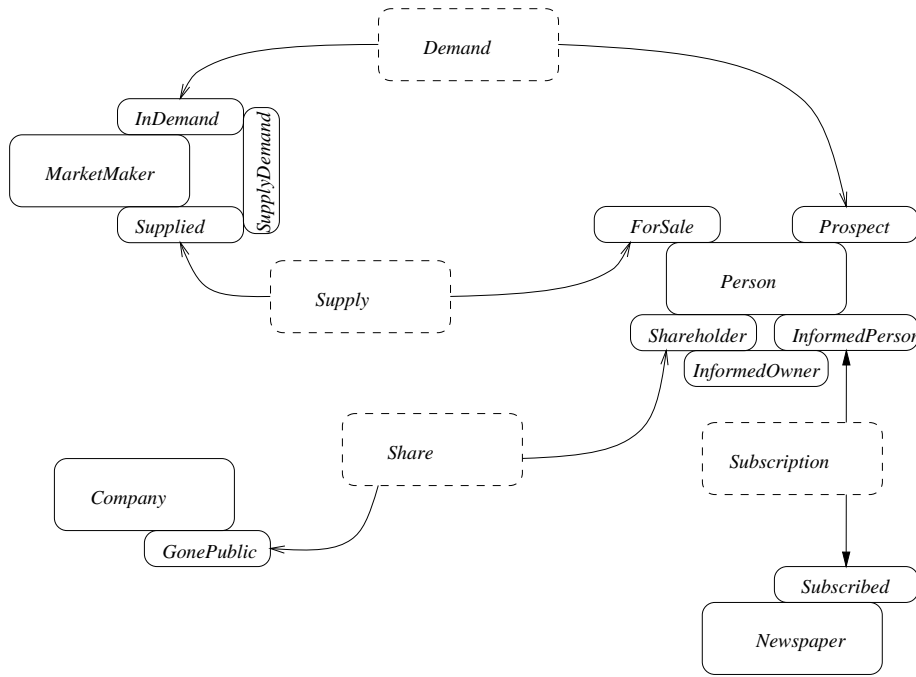 Demand
InDemand
SupplyDemand
MarketMaker
Supplied
ForSale
Prospect
Supply
Person
Shareholder
InformedPerson
InformedOwner
Share
Subscription
Company
GonePublic
Subscribed
Newspaper